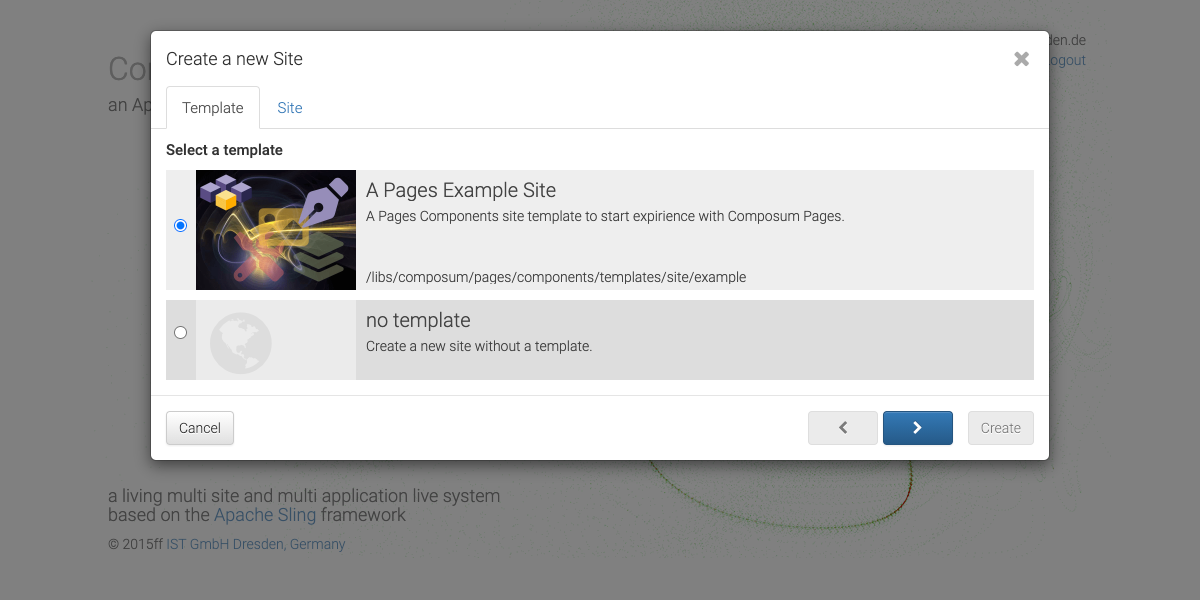 Create a new Site
den.de
ogout
an Ap
Template
Site
Select a template
A Pages Example Site
A Pages Components site template to start expirience with Composum Pages.
/libs/composum/pages/components/templates/site/example
no template
Create a new site without a template.
Cancel
Create
a living multi site and multi application live system
based on the Apache Sling framework
© 2015ff IST GmbH Dresden, Germany